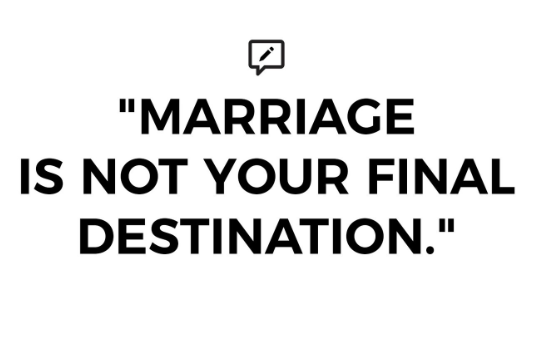 "MARRIAGE
IS NOT YOUR FINAL
DESTINATION."